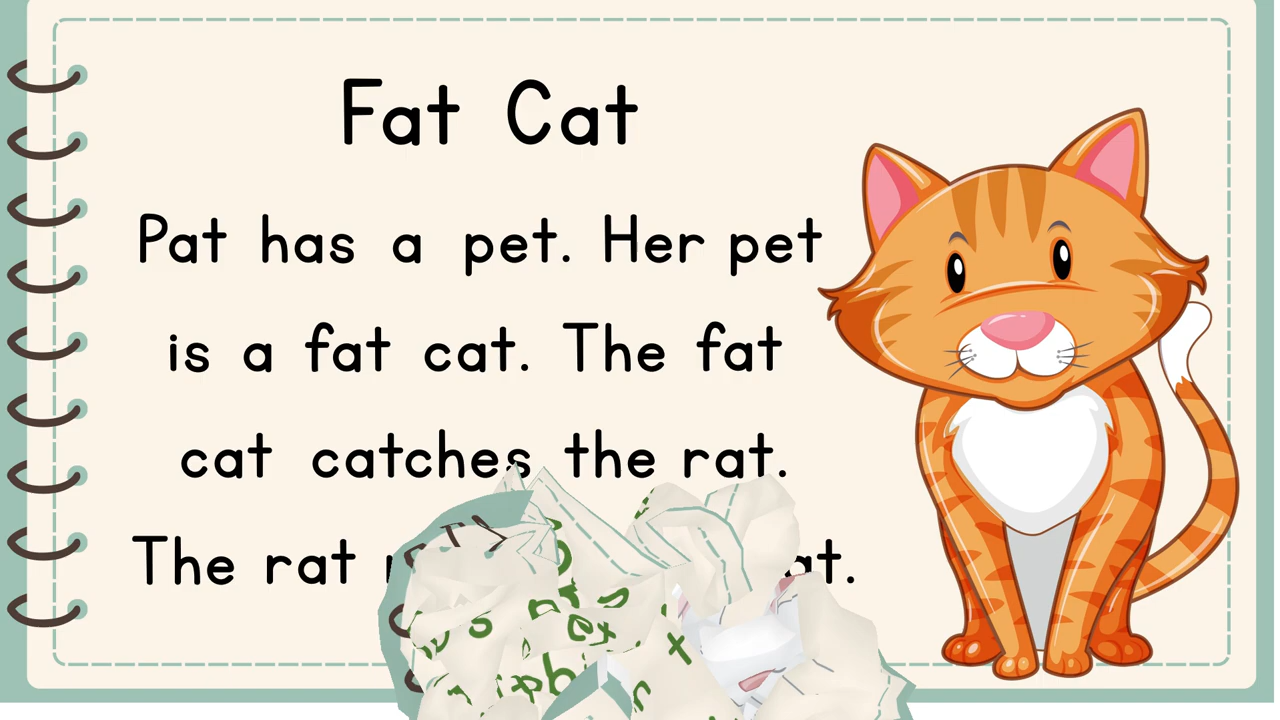 Fat Cat
Pat has a pet. Her pet
is a fat cat. The fat
cat catches the rat.
The rat